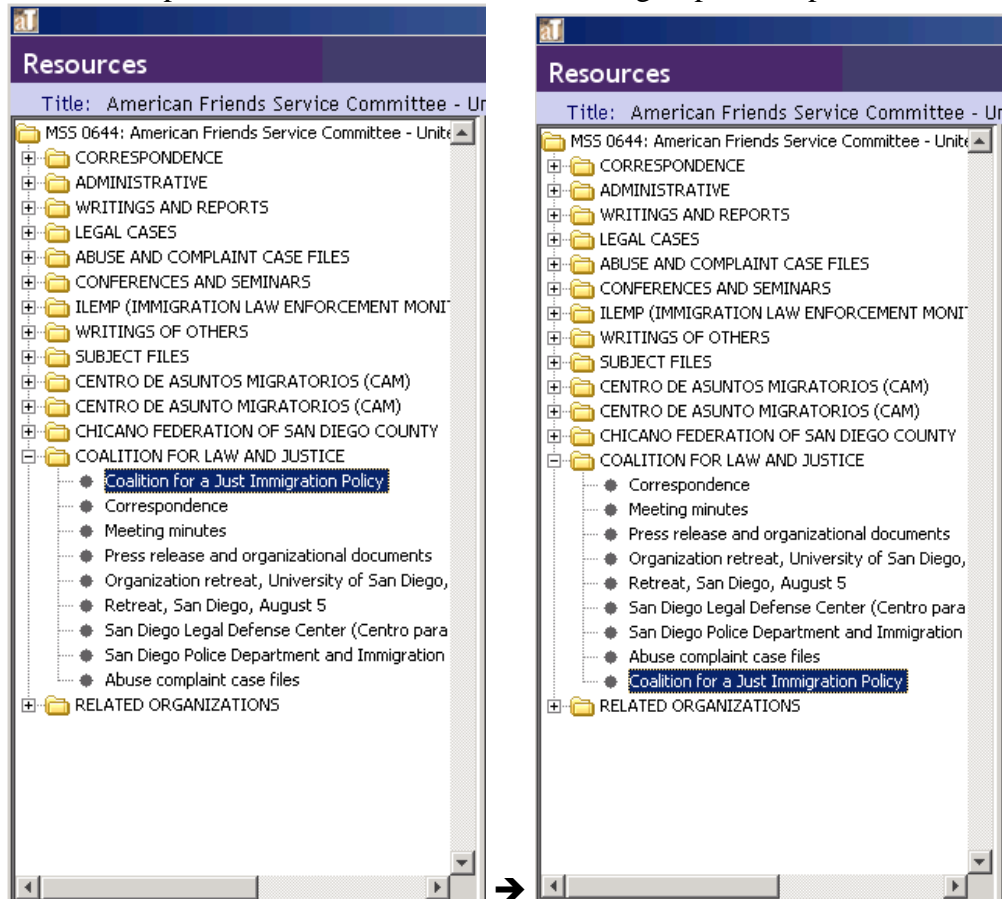 aT
Resources
Title: American Friends Service Committee - Un
MSS 0644: American Friends Service Committee - Unite
CORRESPONDENCE
ADMINISTRATIVE
WRITINGS AND REPORTS
LEGAL CASES
ABUSE AND COMPLAINT CASE FILES
CONFERENCES AND SEMINARS
ILEMP (IMMIGRATION LAW ENFORCEMENT MONIT
WRITINGS OF OTHERS
SUBJECT FILES
CENTRO DE ASUNTOS MIGRATORIOS (CAM)
CENTRO DE ASUNTO MIGRATORIOS (CAM)
CHICANO FEDERATION OF SAN DIEGO COUNTY
COALITION FOR LAW AND JUSTICE
Coalition for a Just Immigration Policy
Correspondence
Meeting minutes
Press release and organizational documents
Organization retreat, University of San Diego,
Retreat, San Diego, August 5
San Diego Legal Defense Center (Centro para
San Diego Police Department and Immigration
Abuse complaint case files
RELATED ORGANIZATIONS
➔
aT
Resources
Title: American Friends Service Committee - Ur
MSS 0644: American Friends Service Committee - Unite
CORRESPONDENCE
ADMINISTRATIVE
WRITINGS AND REPORTS
LEGAL CASES
ABUSE AND COMPLAINT CASE FILES
CONFERENCES AND SEMINARS
ILEMP (IMMIGRATION LAW ENFORCEMENT MONIT
WRITINGS OF OTHERS
SUBJECT FILES
CENTRO DE ASUNTOS MIGRATORIOS (CAM)
CENTRO DE ASUNTO MIGRATORIOS (CAM)
CHICANO FEDERATION OF SAN DIEGO COUNTY
COALITION FOR LAW AND JUSTICE
Correspondence
Meeting minutes
Press release and organizational documents
Organization retreat, University of San Diego,
Retreat, San Diego, August 5
San Diego Legal Defense Center (Centro para
San Diego Police Department and Immigration
Abuse complaint case files
Coalition for a Just Immigration Policy
RELATED ORGANIZATIONS